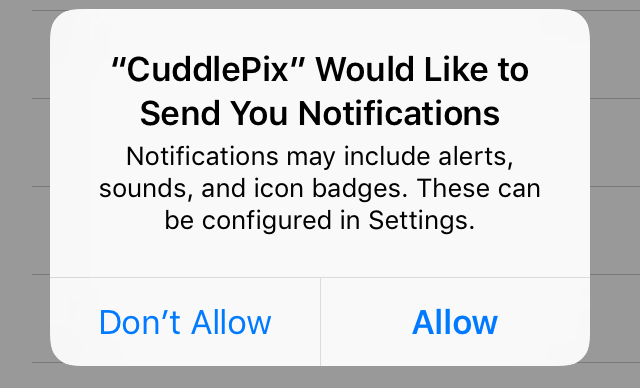 “CuddlePix” Would Like to
Send You Notifications
Notifications may include alerts,
sounds, and icon badges. These can
be configured in Settings.
Don’t Allow
Allow